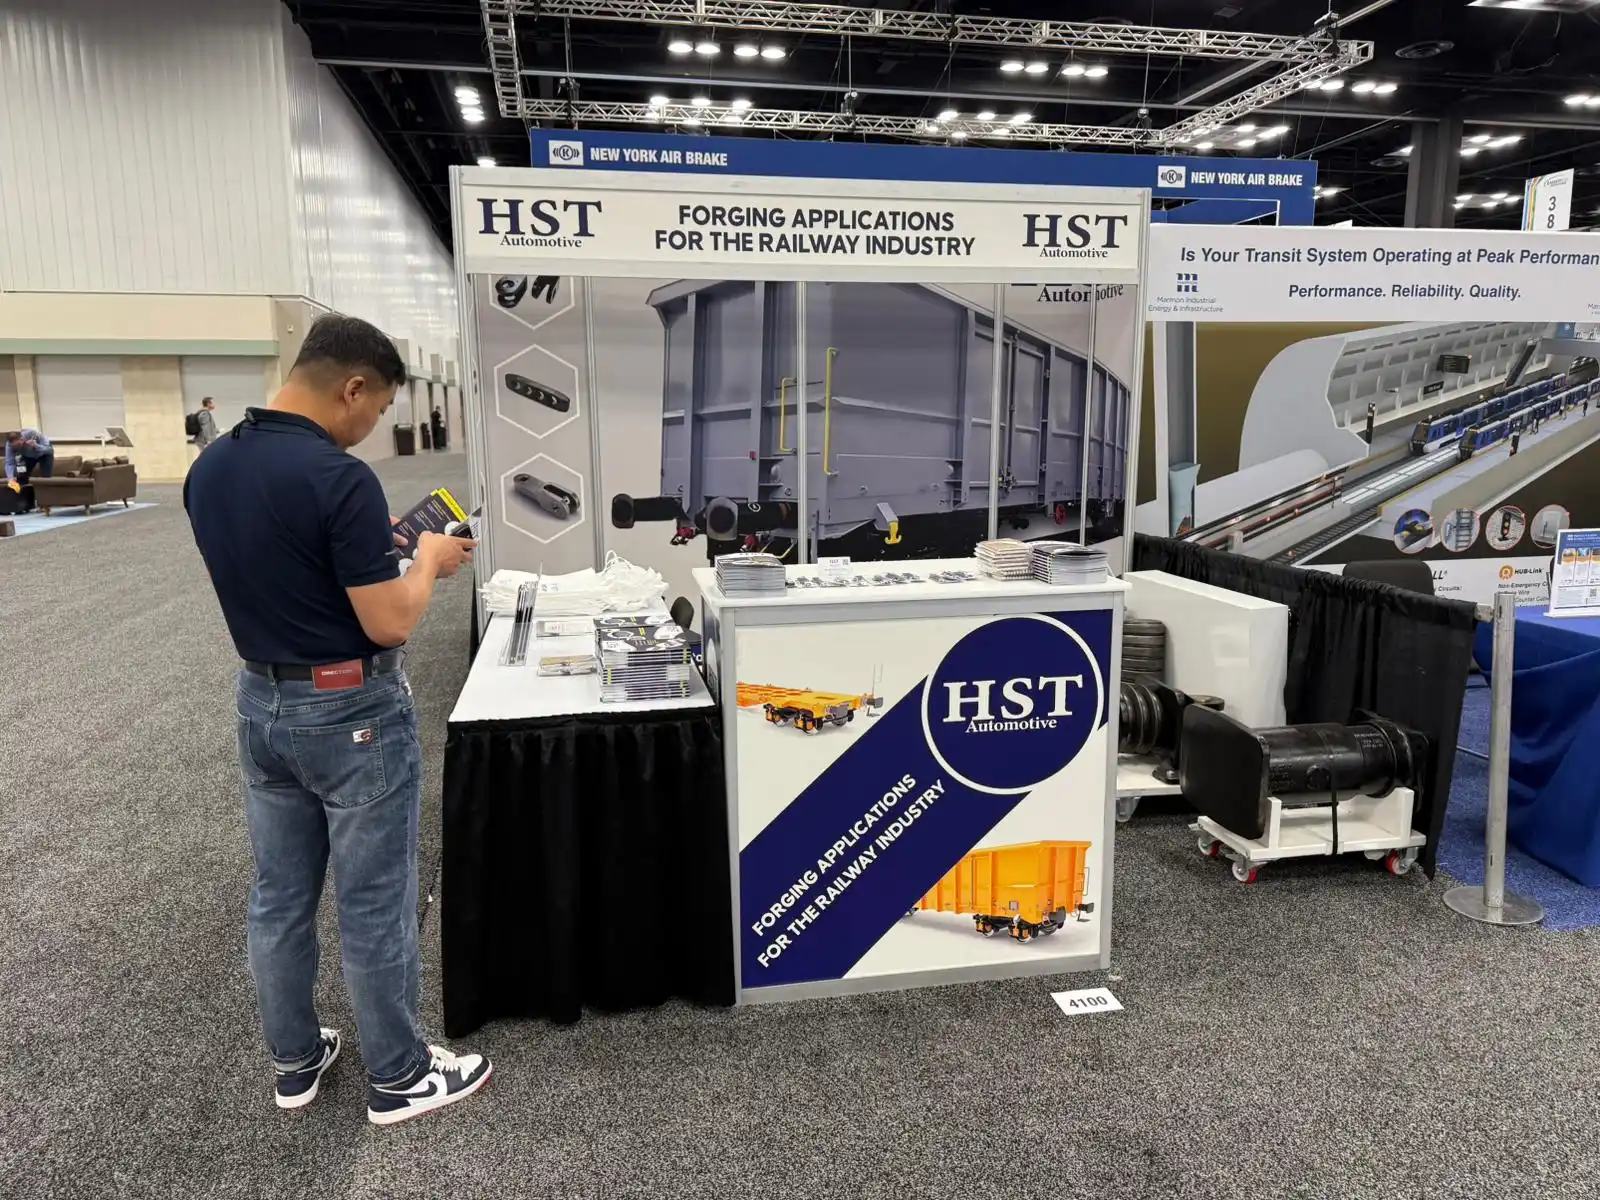 NEW YORK AIR BRAKE
NEW YORK AIR BRAKE
HST
Automotive
FORGING APPLICATIONS
FOR THE RAILWAY INDUSTRY
HST
Automotive
Automotive
3
8
Is Your Transit System Operating at Peak Performan
Performance. Reliability. Quality.
Marmon Industrial
Energy & Infrastructure
HUB-Link
HST
Automotive
FORGING APPLICATIONS
FOR THE RAILWAY INDUSTRY
4100